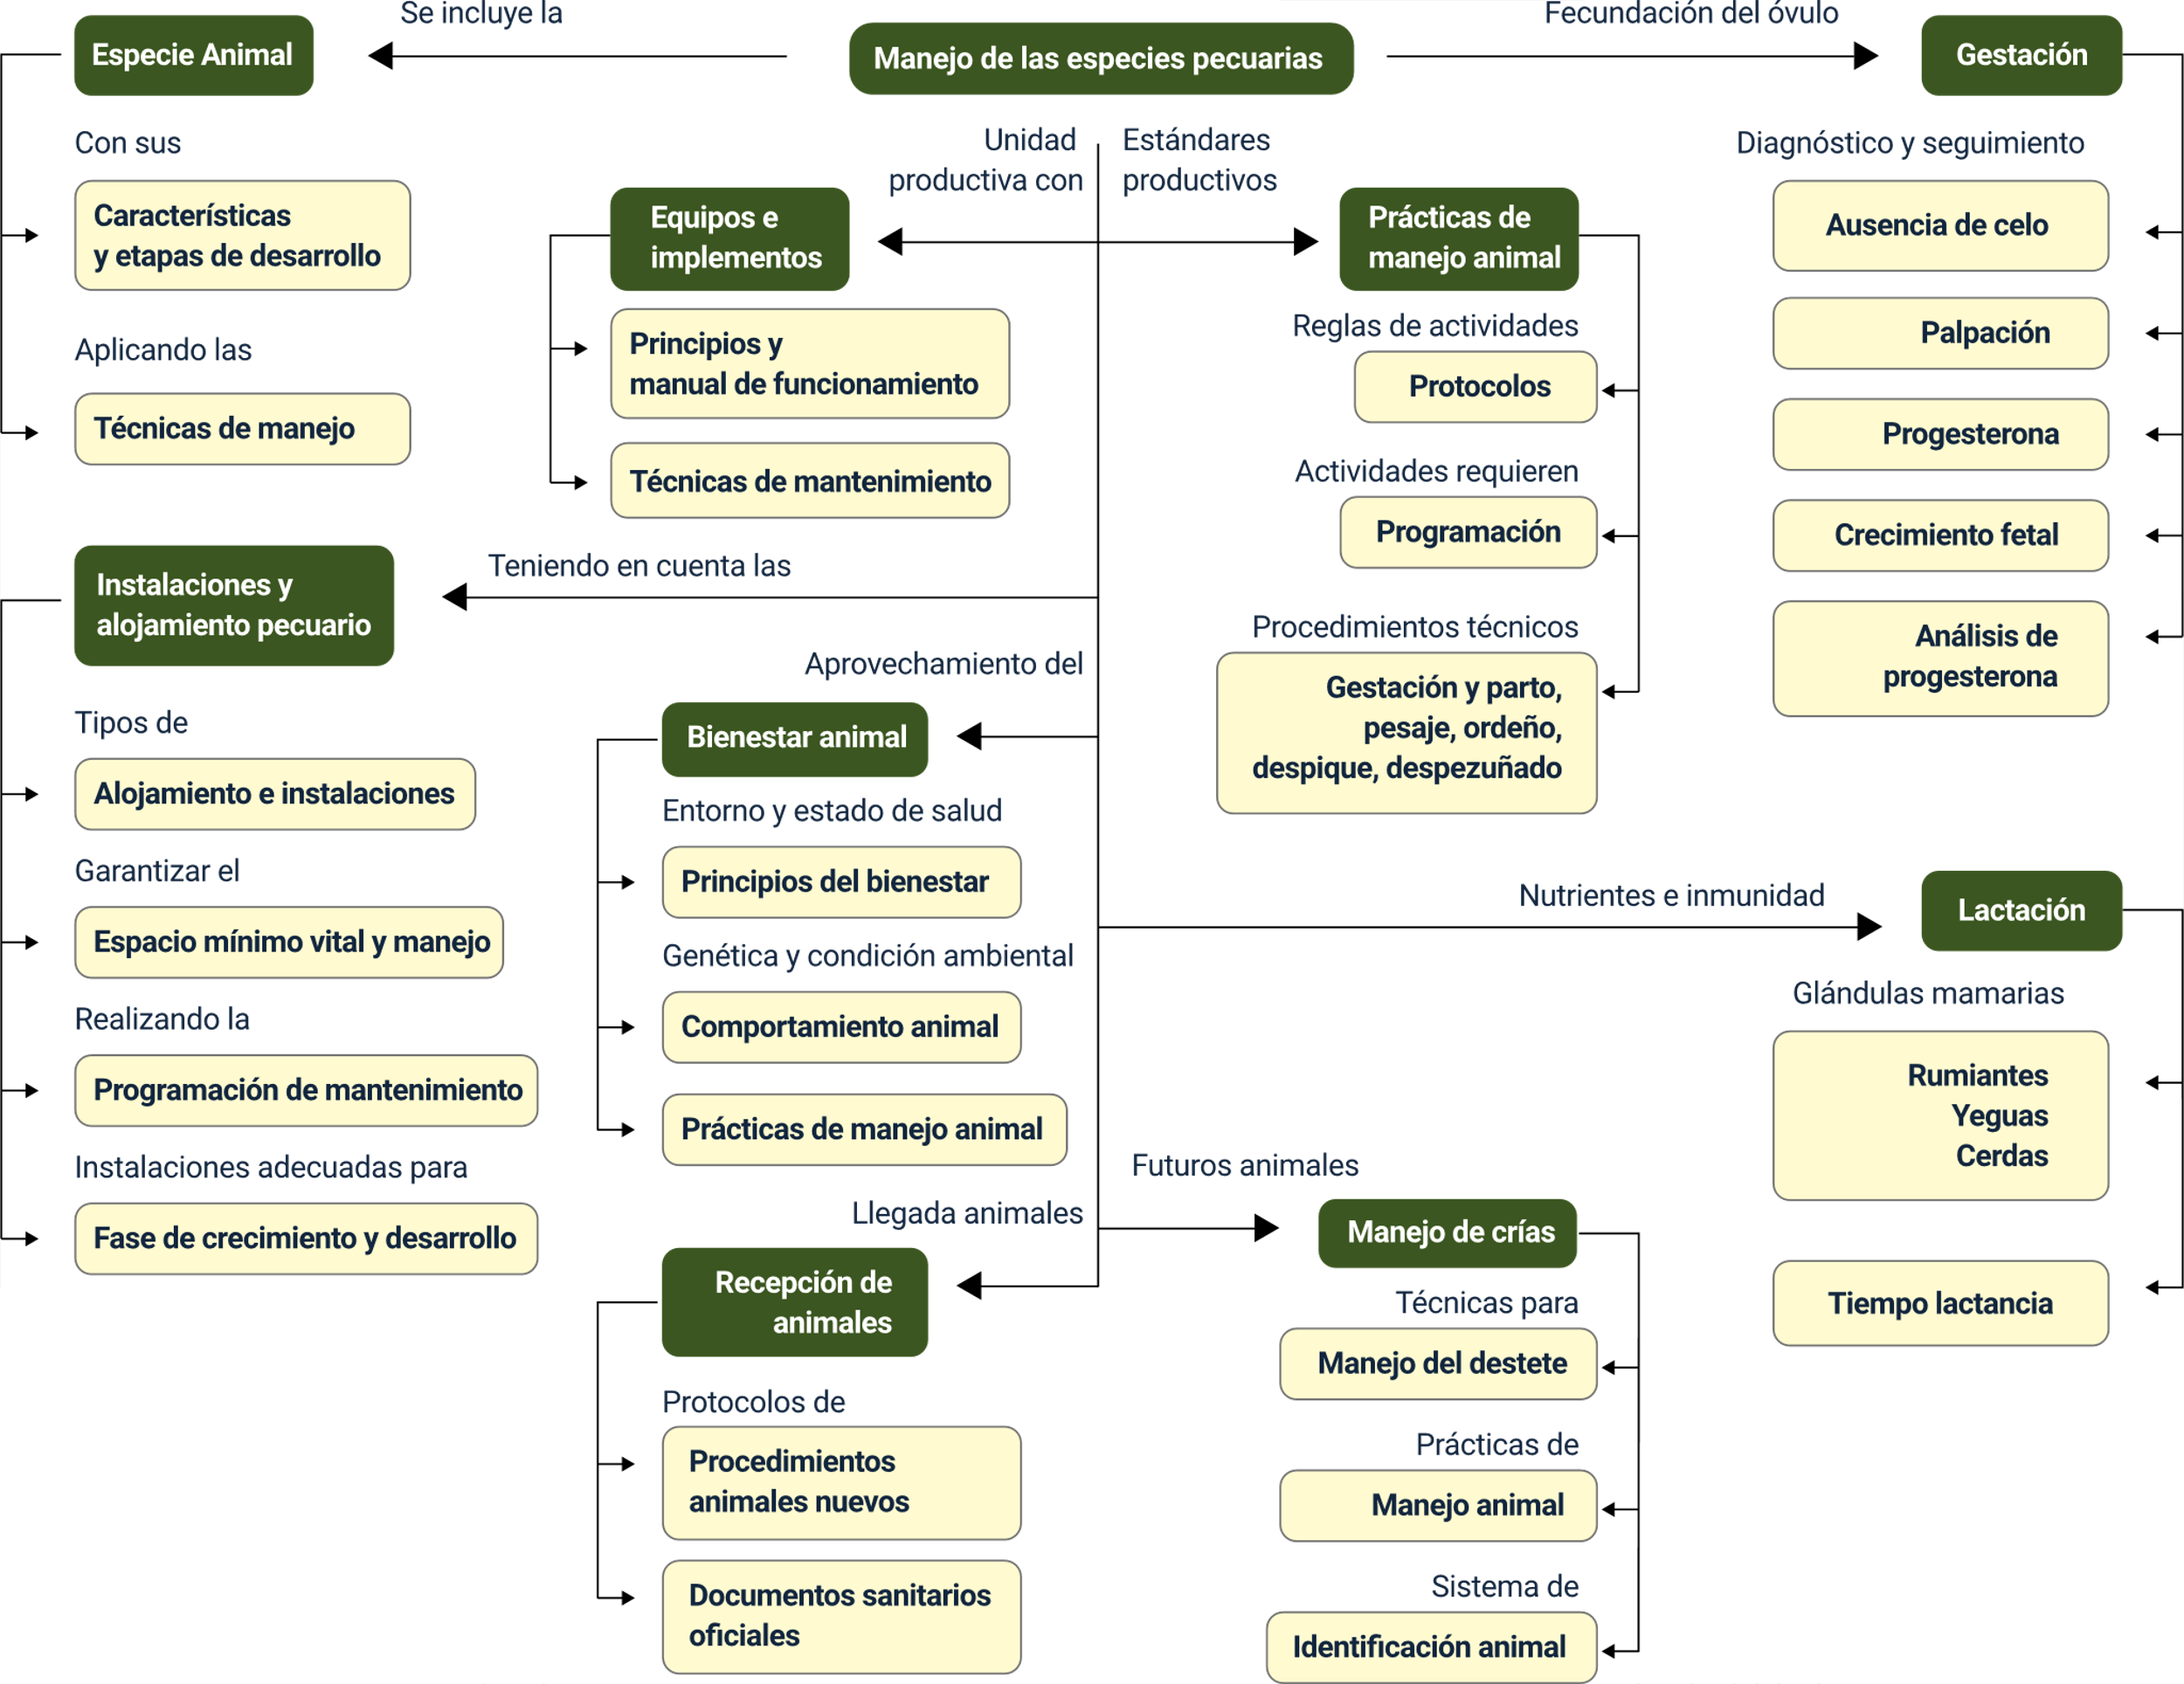 Se incluye la
Fecundación del óvulo
Especie Animal
Manejo de las especies pecuarias
Gestación
Con sus
Características
y etapas de desarrollo
Aplicando las
Técnicas de manejo
Unidad
productiva con
Equipos e
implementos
Principios y
manual de funcionamiento
Técnicas de mantenimiento
Estándares
productivos
Prácticas de
manejo animal
Reglas de actividades
Protocolos
Actividades requieren
Programación
Procedimientos técnicos
Gestación y parto,
pesaje, ordeño,
despique, despezuñado
Diagnóstico y seguimiento
Ausencia de celo
Palpación
Progesterona
Crecimiento fetal
Análisis de
progesterona
Teniendo en cuenta las
Instalaciones y
alojamiento pecuario
Tipos de
Alojamiento e instalaciones
Garantizar el
Espacio mínimo vital y manejo
Realizando la
Programación de mantenimiento
Instalaciones adecuadas para
Fase de crecimiento y desarrollo
Aprovechamiento del
Bienestar animal
Entorno y estado de salud
Principios del bienestar
Genética y condición ambiental
Comportamiento animal
Prácticas de manejo animal
Nutrientes e inmunidad
Lactación
Glándulas mamarias
Rumiantes
Yeguas
Cerdas
Tiempo lactancia
Llegada animales
Recepción de
animales
Protocolos de
Procedimientos
animales nuevos
Documentos sanitarios
oficiales
Futuros animales
Manejo de crías
Técnicas para
Manejo del destete
Prácticas de
Manejo animal
Sistema de
Identificación animal